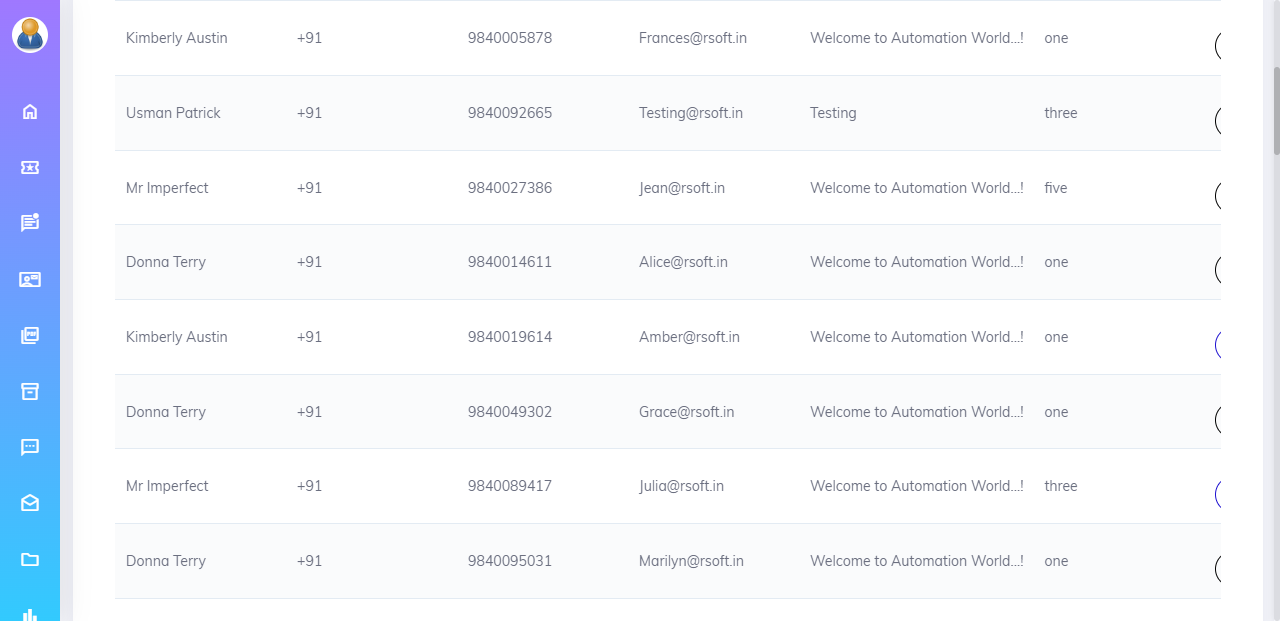 Kimberly Austin +91 9840005878 Frances@rsoft.in Welcome to Automation World...! one
Usman Patrick +91 9840092665 Testing@rsoft.in Testing three
Mr Imperfect +91 9840027386 Jean@rsoft.in Welcome to Automation World...! five
Donna Terry +91 9840014611 Alice@rsoft.in Welcome to Automation World...! one
Kimberly Austin +91 9840019614 Amber@rsoft.in Welcome to Automation World...! one
Donna Terry +91 9840049302 Grace@rsoft.in Welcome to Automation World...! one
Mr Imperfect +91 9840089417 Julia@rsoft.in Welcome to Automation World...! three
Donna Terry +91 9840095031 Marilyn@rsoft.in Welcome to Automation World...! one